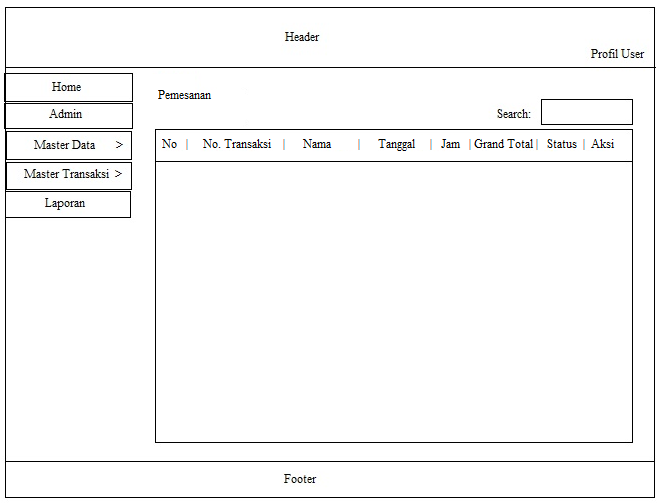 Header
Profil User
Home
Admin
Master Data >
Master Transaksi >
Laporan
Pemesanan
Search:
No | No. Transaksi | Nama | Tanggal | Jam | Grand Total | Status | Aksi
Footer